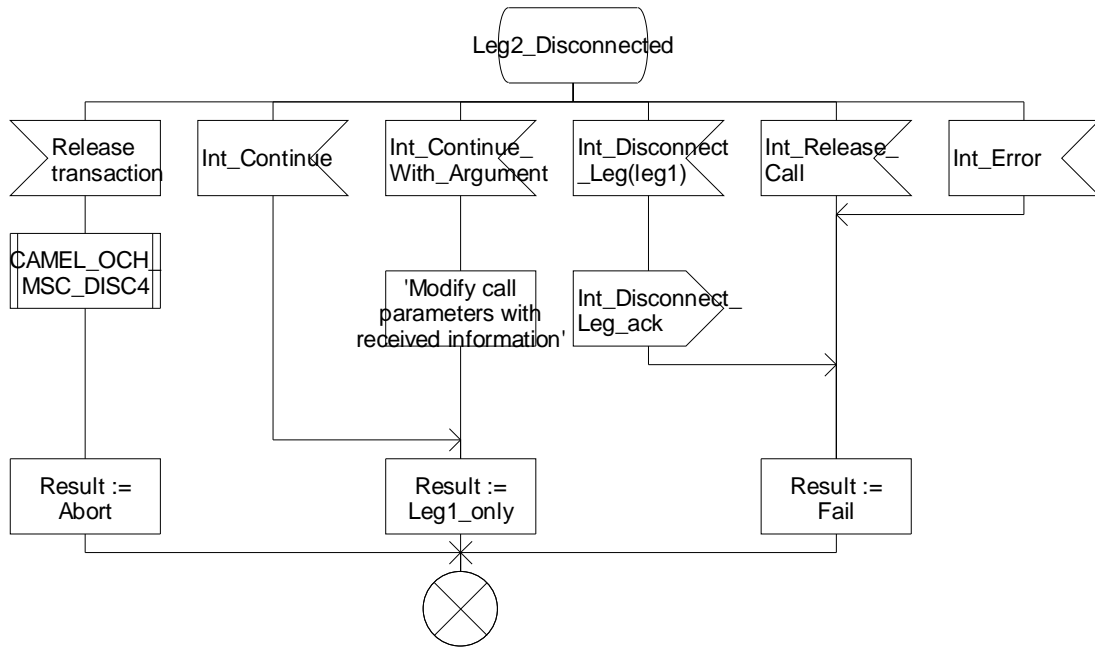 Leg2_Disconnected
Release
transaction
Int_Continue
Int_Continue_
With_Argument
Int_Disconnect
_Leg(leg1)
Int_Release_
Call
Int_Error
CAMEL_OCH_
MSC_DISC4
'Modify call
parameters with
received information'
Int_Disconnect_
Leg_ack
Result :=
Abort
Result :=
Leg1_only
Result :=
Fail